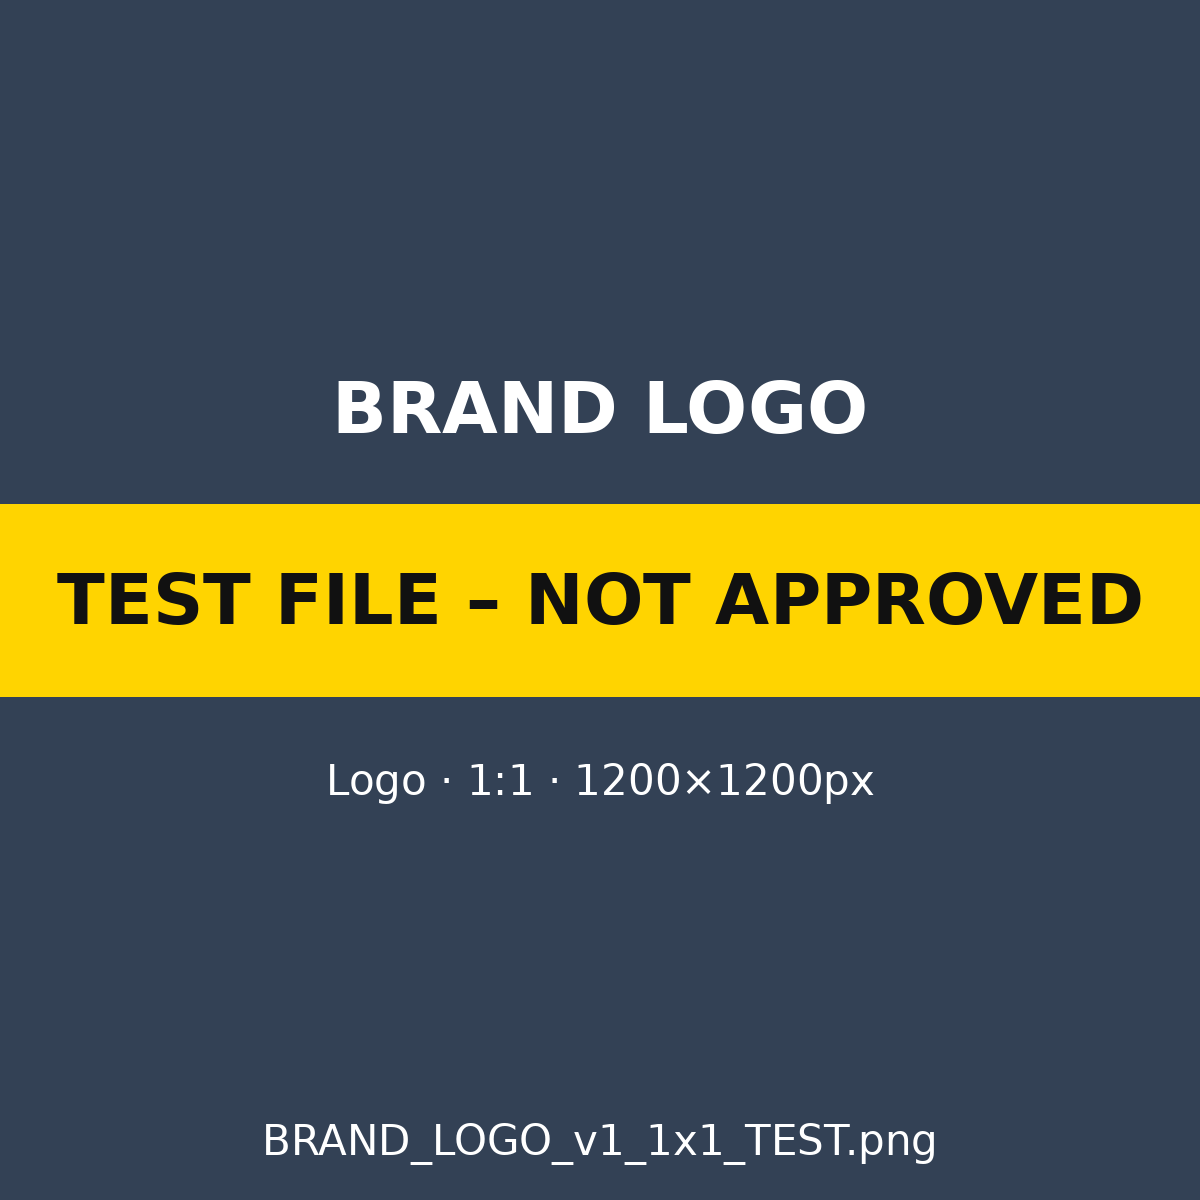 BRAND LOGO
TEST FILE – NOT APPROVED
Logo · 1:1 · 1200×1200px
BRAND_LOGO_v1_1x1_TEST.png